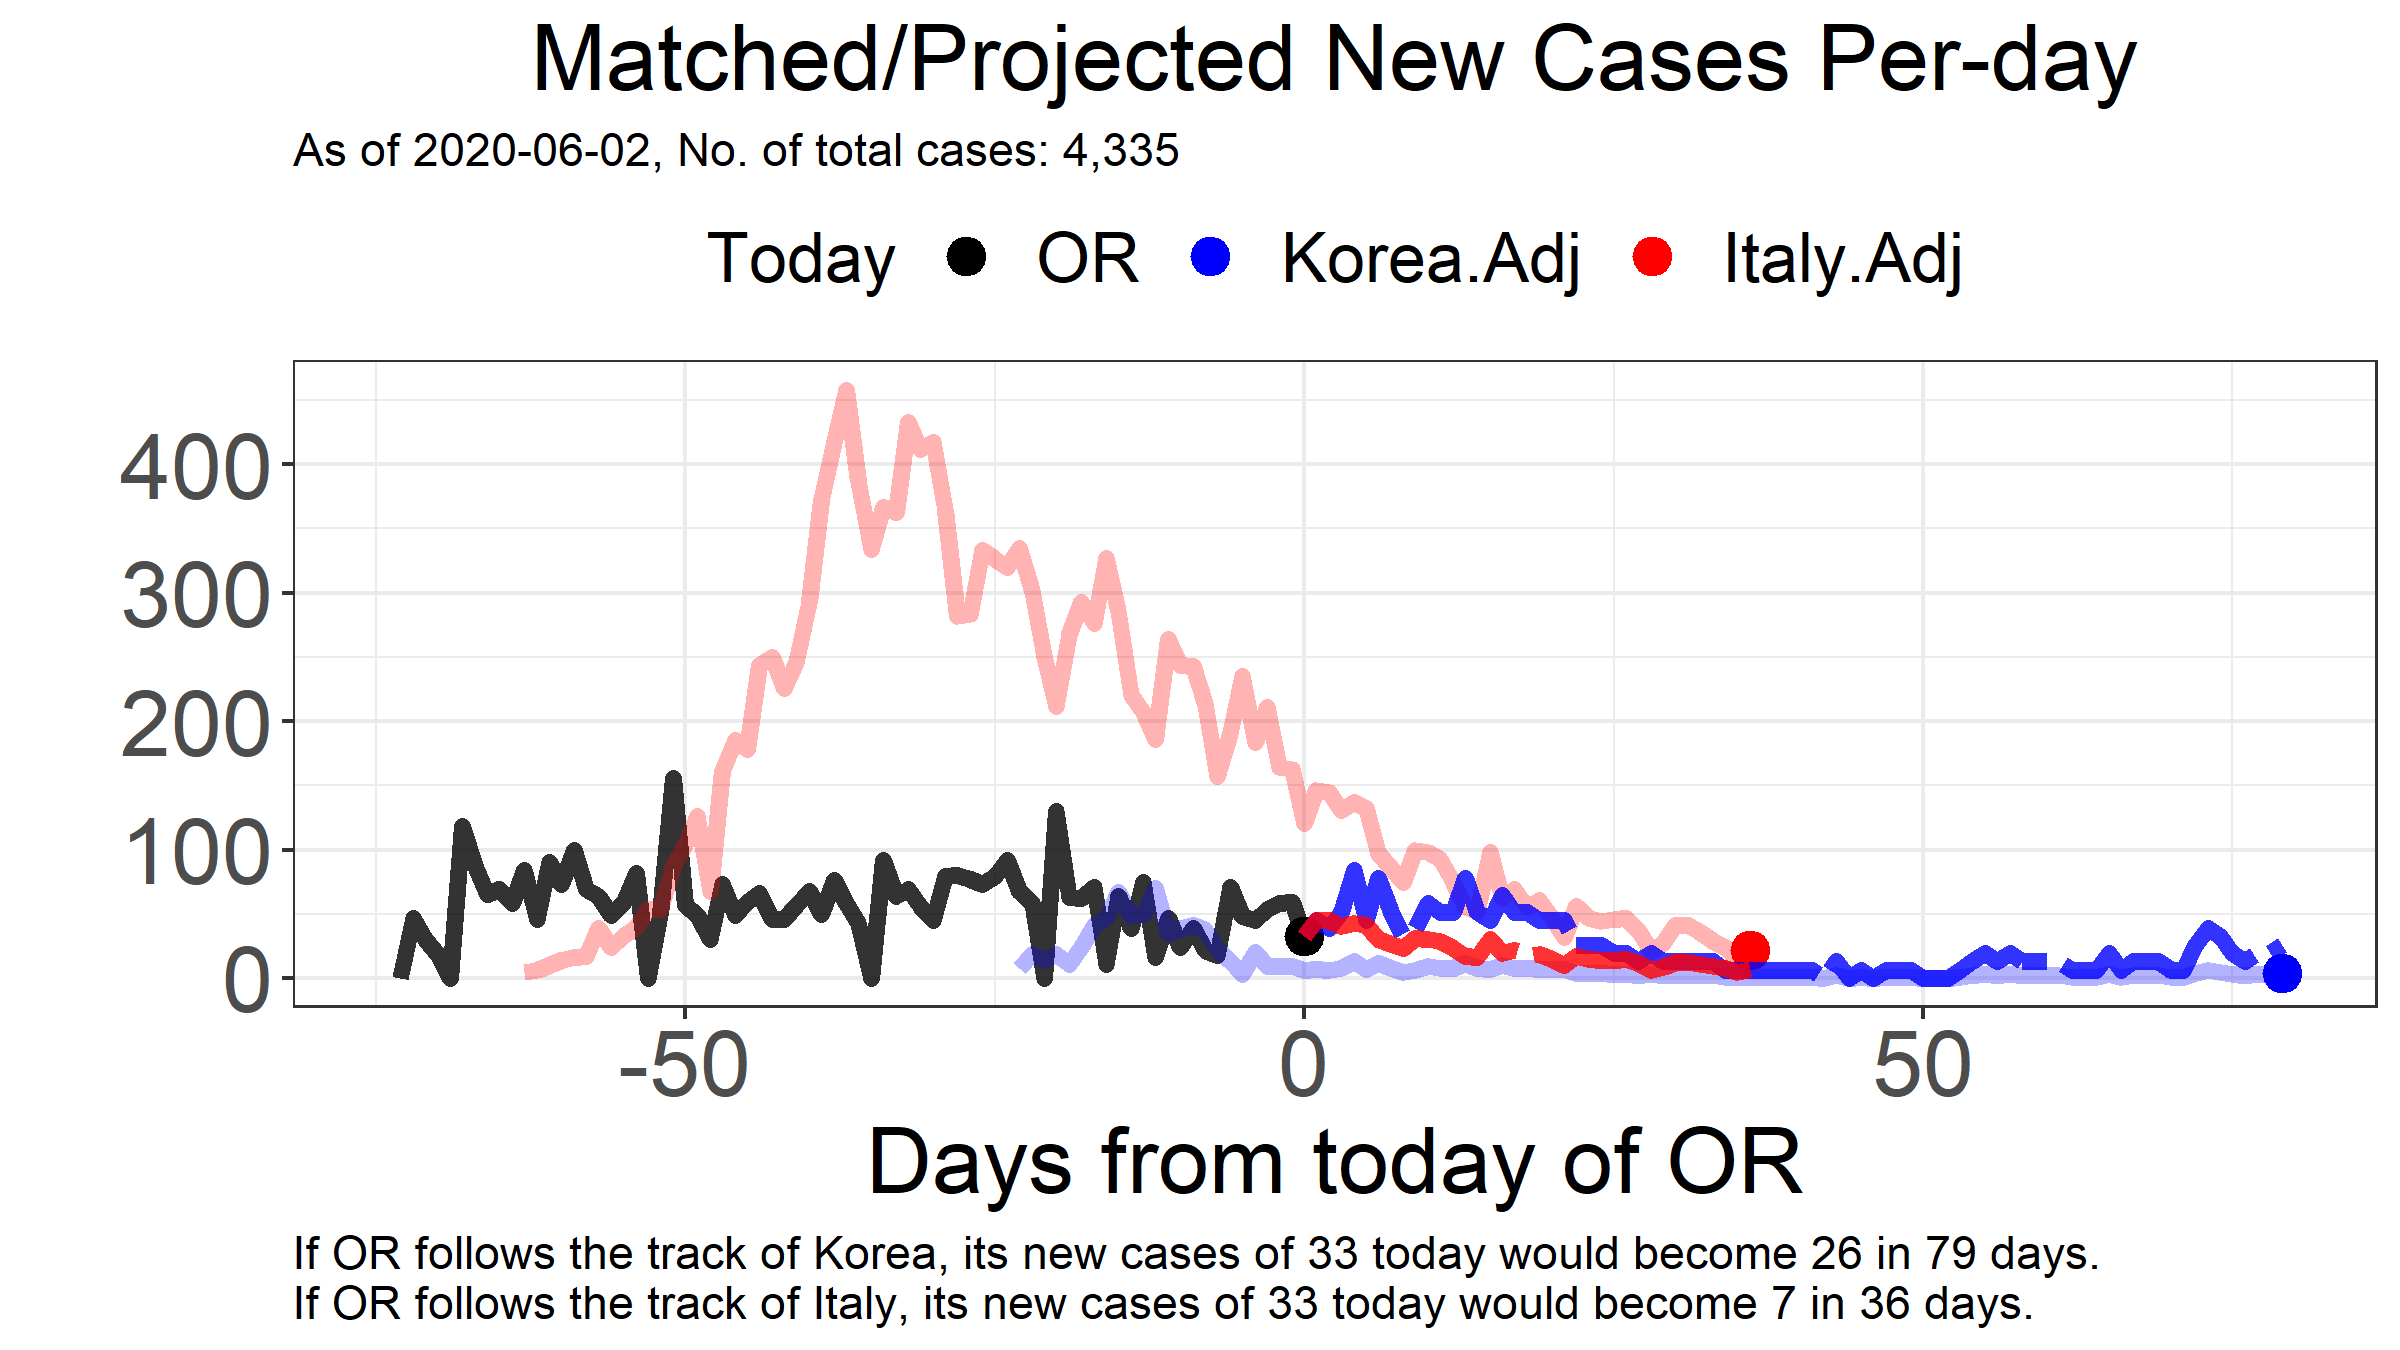 Matched/Projected New Cases Per-day
As of 2020-06-02, No. of total cases: 4,335
Today OR Korea.Adj Italy.Adj
400
300
200
100
0
-50 0 50
Days from today of OR
If OR follows the track of Korea, its new cases of 33 today would become 26 in 79 days.
If OR follows the track of Italy, its new cases of 33 today would become 7 in 36 days.